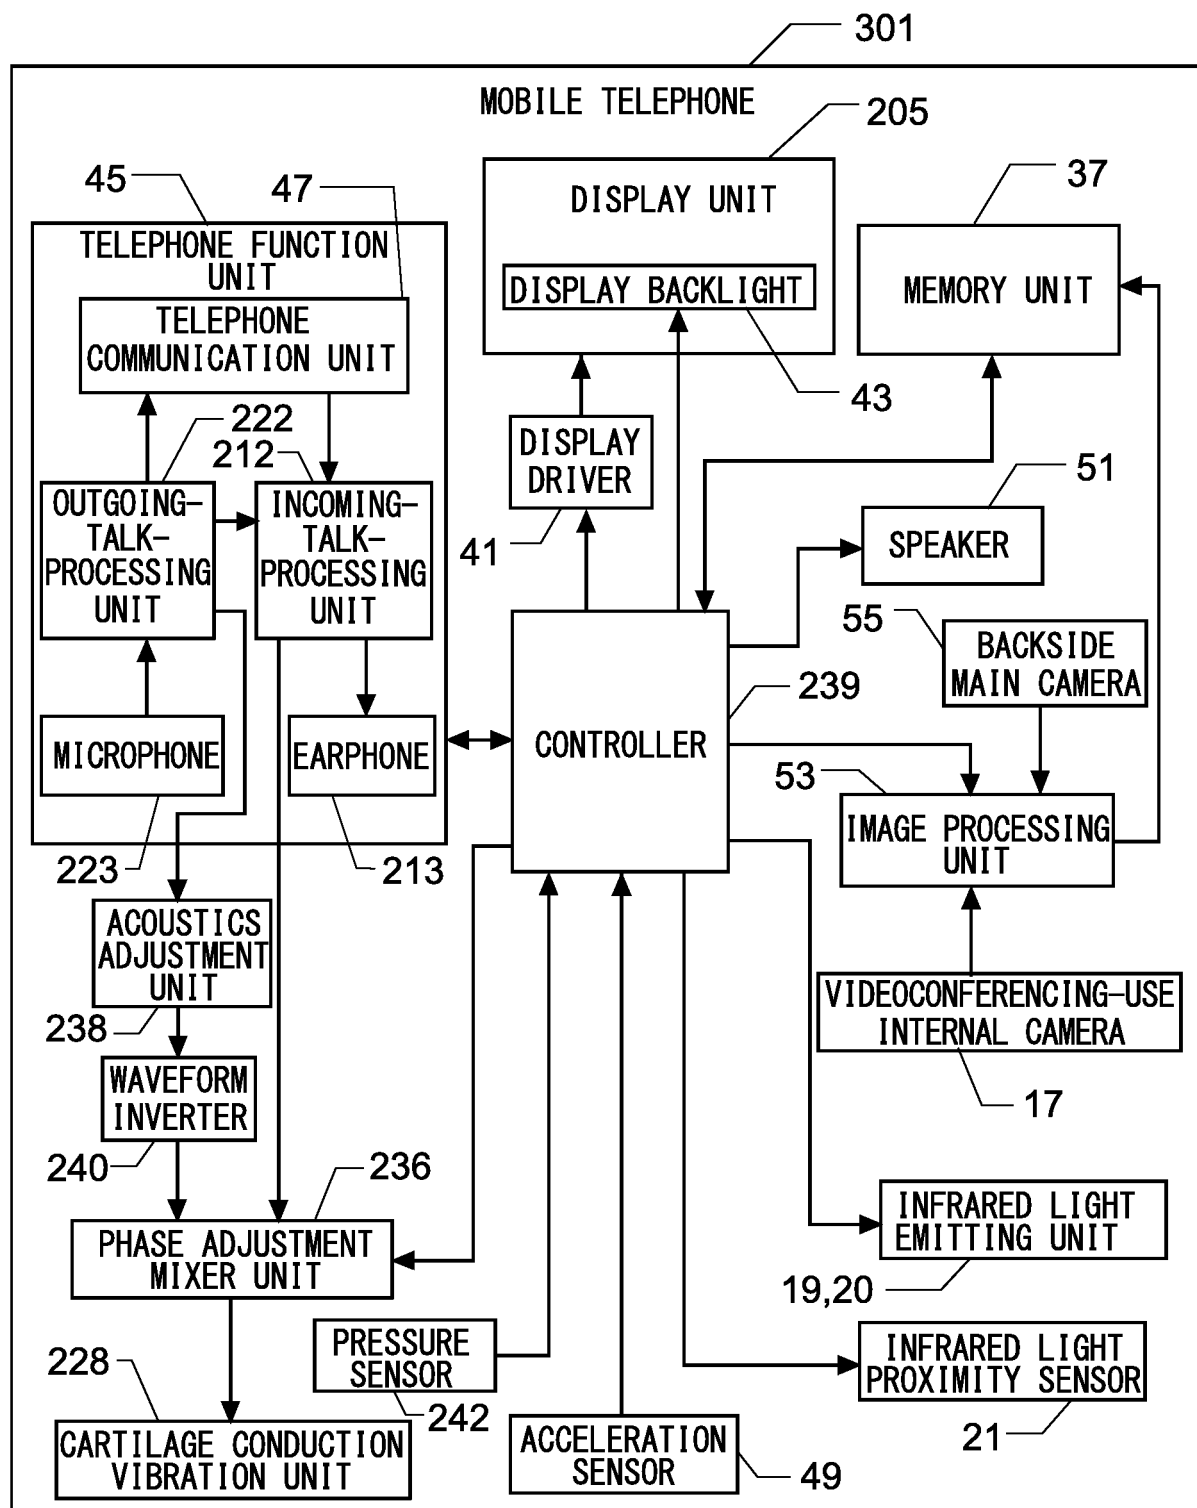 301
MOBILE TELEPHONE
205
45
47
37
TELEPHONE FUNCTION
UNIT
DISPLAY UNIT
MEMORY UNIT
DISPLAY BACKLIGHT
TELEPHONE
COMMUNICATION UNIT
43
222
212
DISPLAY
DRIVER
51
OUTGOING-
TALK-
PROCESSING
UNIT
INCOMING-
TALK-
PROCESSING
UNIT
41
SPEAKER
55
BACKSIDE
MAIN CAMERA
239
MICROPHONE
EARPHONE
CONTROLLER
53
IMAGE PROCESSING
UNIT
223
213
ACOUSTICS
ADJUSTMENT
UNIT
238
VIDEOCONFERENCING-USE
INTERNAL CAMERA
17
WAVEFORM
INVERTER
240
236
PHASE ADJUSTMENT
MIXER UNIT
INFRARED LIGHT
EMITTING UNIT
19,20
PRESSURE
SENSOR
242
INFRARED LIGHT
PROXIMITY SENSOR
21
228
CARTILAGE CONDUCTION
VIBRATION UNIT
ACCELERATION
SENSOR
49